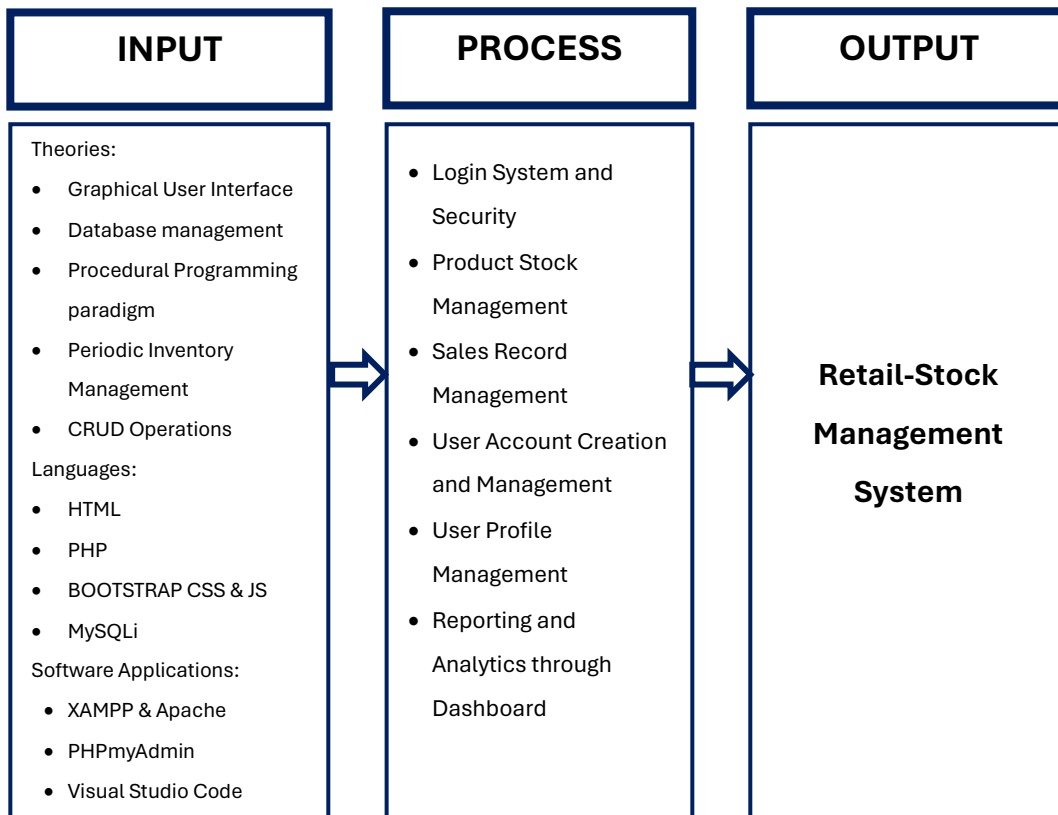 INPUT
PROCESS
OUTPUT
Theories:
• Graphical User Interface
• Database management
• Procedural Programming
paradigm
• Periodic Inventory
Management
• CRUD Operations
Languages:
• HTML
• PHP
• BOOTSTRAP CSS & JS
• MySQLi
Software Applications:
• XAMPP & Apache
• PHPmyAdmin
• Visual Studio Code
• Login System and
Security
• Product Stock
Management
• Sales Record
Management
• User Account Creation
and Management
• User Profile
Management
• Reporting and
Analytics through
Dashboard
Retail-Stock
Management
System